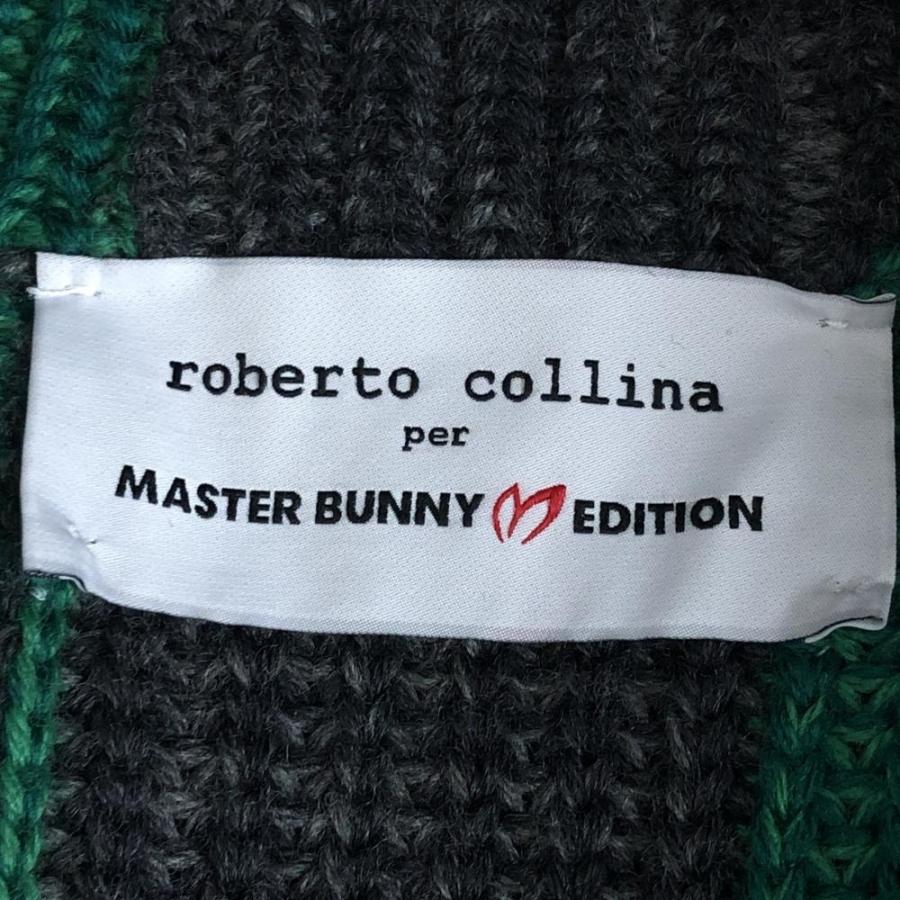 roberto collina
per
MASTER BUNNY EDITION